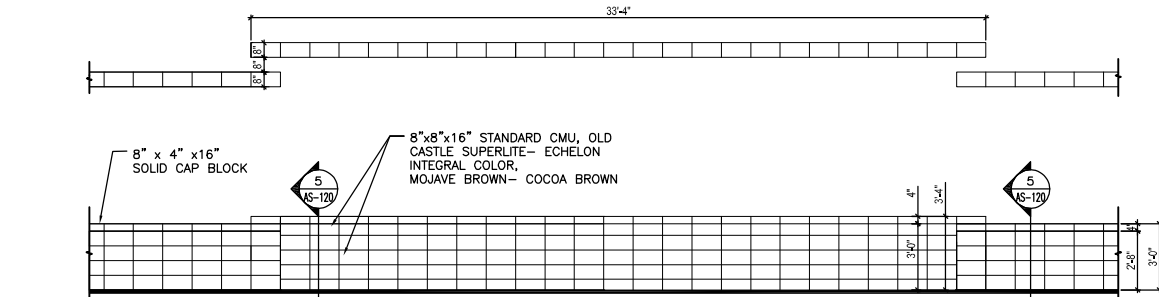 33'-4"
8"
8"
8"
8" x 4" x16"
SOLID CAP BLOCK
8"x8"x16" STANDARD CMU, OLD
CASTLE SUPERLITE- ECHELON
INTEGRAL COLOR,
MOJAVE BROWN- COCOA BROWN
5
AS-120
5
AS-120
4"
3'-4"
3'-0"
4"
2'-8"
3'-0"